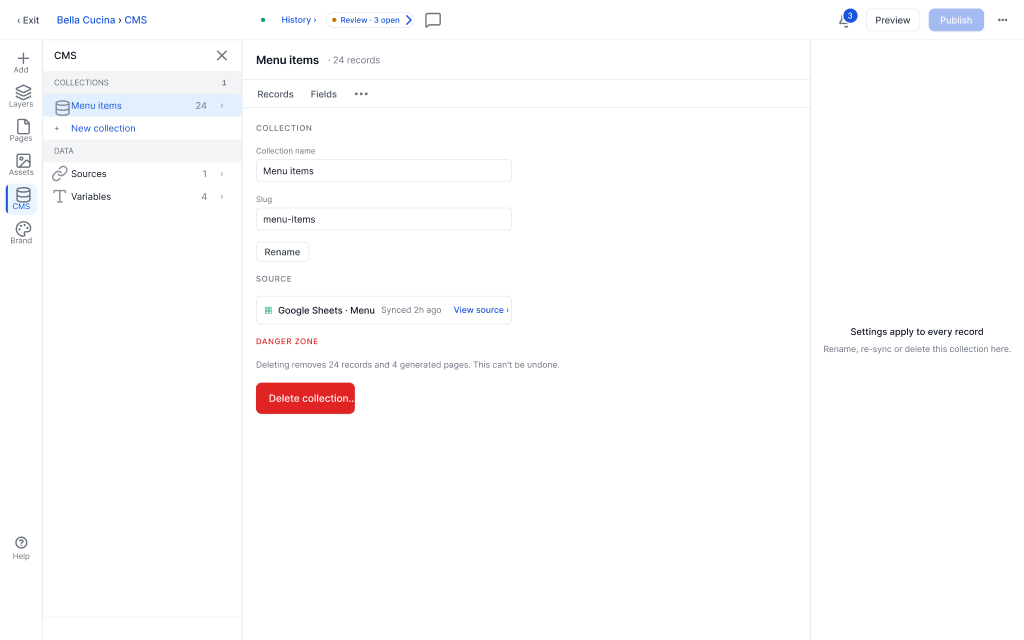 ‹ Exit
Bella Cucina › CMS
History ›
Review · 3 open
3
Preview
Publish
Add
Layers
Pages
Assets
CMS
Brand
Help
CMS
COLLECTIONS 1
Menu items 24 ›
+ New collection
DATA
Sources 1 ›
Variables 4 ›
Menu items · 24 records
Records Fields
COLLECTION
Collection name
Menu items
Slug
menu-items
Rename
SOURCE
Google Sheets · Menu Synced 2h ago View source ›
DANGER ZONE
Deleting removes 24 records and 4 generated pages. This can't be undone.
Delete collection...
Settings apply to every record
Rename, re-sync or delete this collection here.